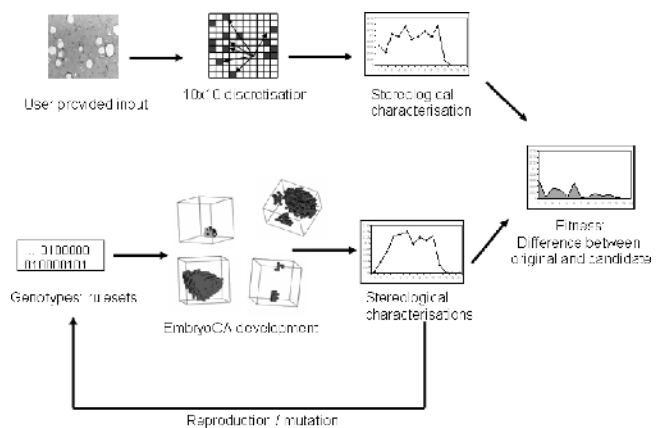 User provided input
10x10 discretisation
Stereological
characterisation
Fitness:
Difference between
original and candidate
... 0100000
010000101
Genotypes: rulesets
EmbryoCA development
Stereological
characterisations
Reproduction / mutation